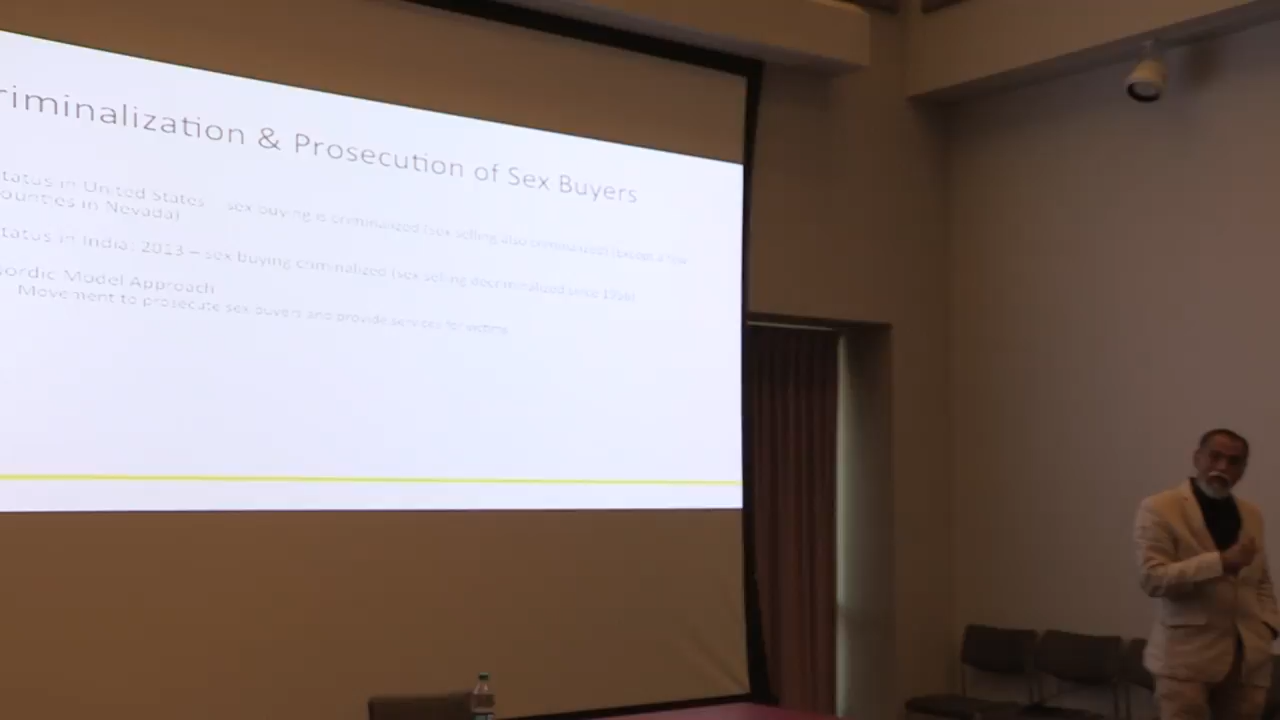 riminalization & Prosecution of Sex Buyers
tatus in United States – sex buying is criminalized (sex selling also criminalized) (except a few
ounties in Nevada)
tatus in India, 2013 – sex buying criminalized (sex selling decriminalized since
ordic Model Approach
Movement to prosecute sex buyers and provide services for victims